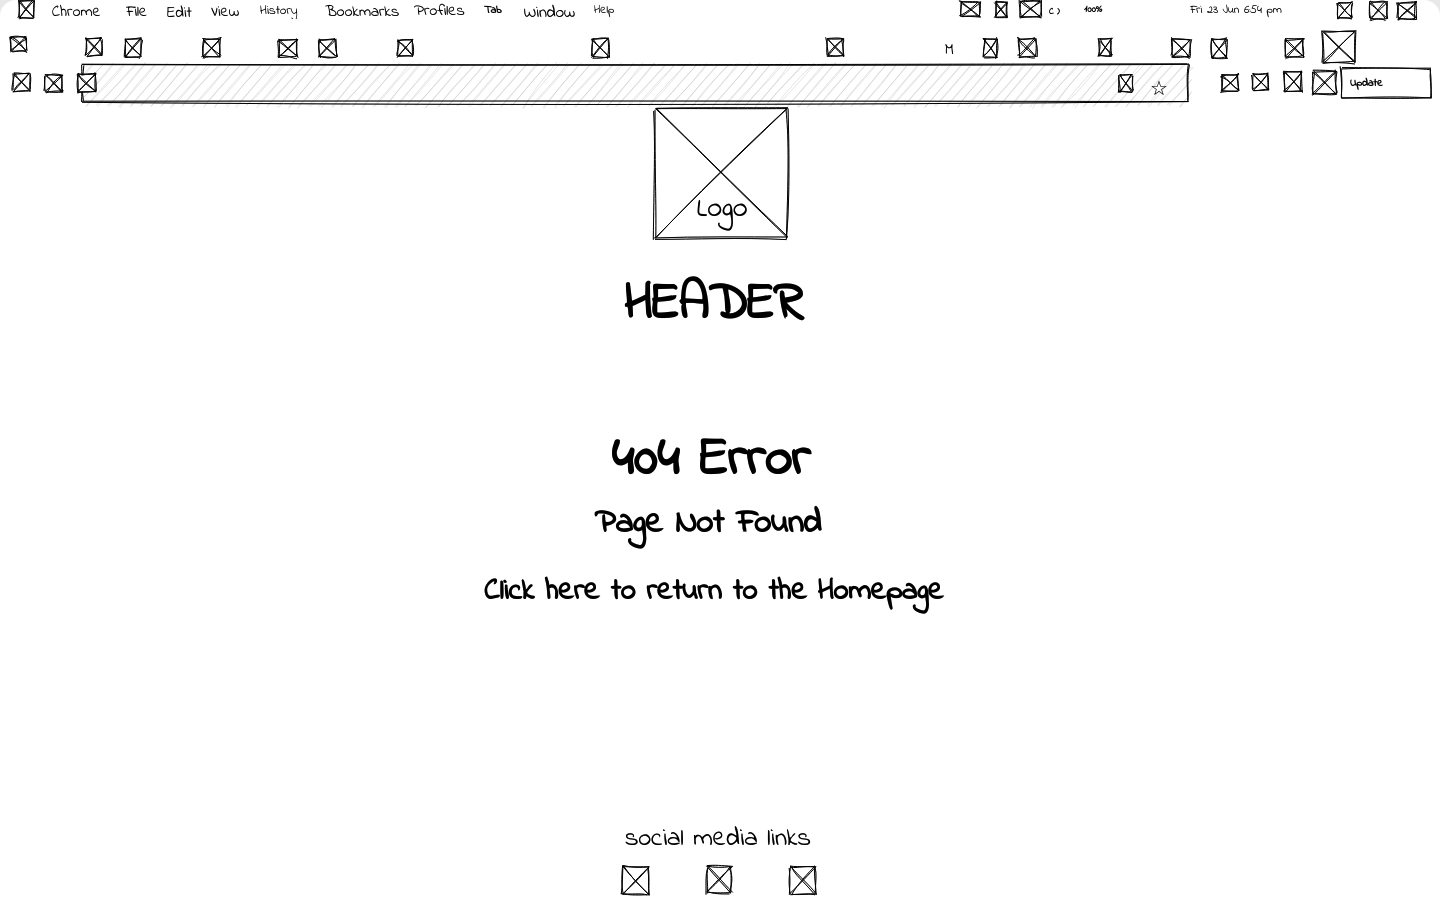 Chrome File Edit View History Bookmarks Profiles Tab Window Help 100% Fri 23 Jun 6:54 pm
M
Update
Logo
HEADER
404 Error
Page Not Found
Click here to return to the Homepage
social media links